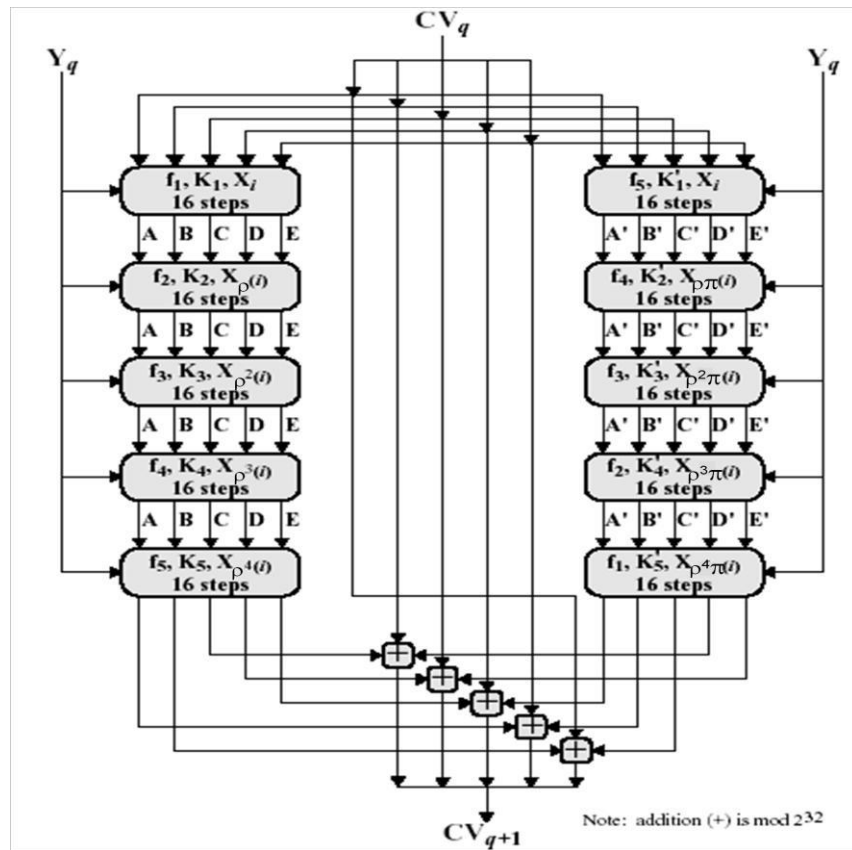 CVq
Yq Yq
f1, K1, Xi
16 steps
f5, K'1, Xi
16 steps
A B C D E
A' B' C' D' E'
f2, K2, Xρ(i)
16 steps
f4, K'2, Xρπ(i)
16 steps
A B C D E
A' B' C' D' E'
f3, K3, Xρ²(i)
16 steps
f3, K'3, Xρ²π(i)
16 steps
A B C D E
A' B' C' D' E'
f4, K4, Xρ³(i)
16 steps
f2, K'4, Xρ³π(i)
16 steps
A B C D E
A' B' C' D' E'
f5, K5, Xρ⁴(i)
16 steps
f1, K'5, Xρ⁴π(i)
16 steps
+
+
+
+
+
CVq+1
Note: addition (+) is mod 2³²